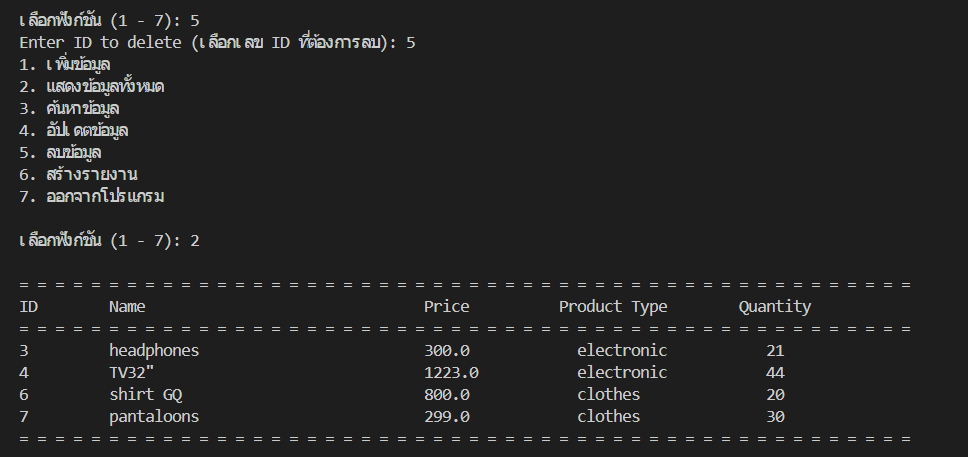 เลือกฟังก์ชัน (1 - 7): 5
Enter ID to delete (เลือกเลข ID ที่ต้องการลบ): 5
1. เพิ่มข้อมูล
2. แสดงข้อมูลทั้งหมด
3. ค้นหาข้อมูล
4. อัปเดตข้อมูล
5. ลบข้อมูล
6. สร้างรายงาน
7. ออกจากโปรแกรม
เลือกฟังก์ชัน (1 - 7): 2
= = = = = = = = = = = = = = = = = = = = = = = = = = = = = = = = = = = = = = = = = = = = = = = = = =
ID Name Price Product Type Quantity
= = = = = = = = = = = = = = = = = = = = = = = = = = = = = = = = = = = = = = = = = = = = = = = = = =
3 headphones 300.0 electronic 21
4 TV32" 1223.0 electronic 44
6 shirt GQ 800.0 clothes 20
7 pantaloons 299.0 clothes 30
= = = = = = = = = = = = = = = = = = = = = = = = = = = = = = = = = = = = = = = = = = = = = = = = = =